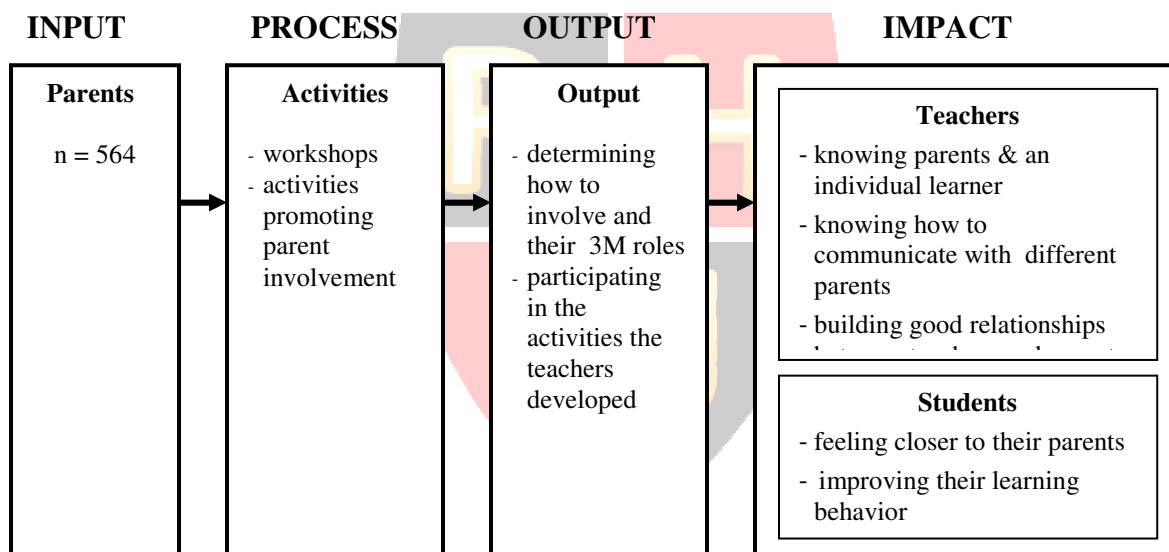 INPUT
PROCESS
OUTPUT
IMPACT
Parents
n = 564
Activities
- workshops
- activities
promoting
parent
involvement
Output
- determining
how to
involve and
their 3M roles
- participating
in the
activities the
teachers
developed
Teachers
- knowing parents & an
individual learner
- knowing how to
communicate with different
parents
- building good relationships
Students
- feeling closer to their parents
- improving their learning
behavior